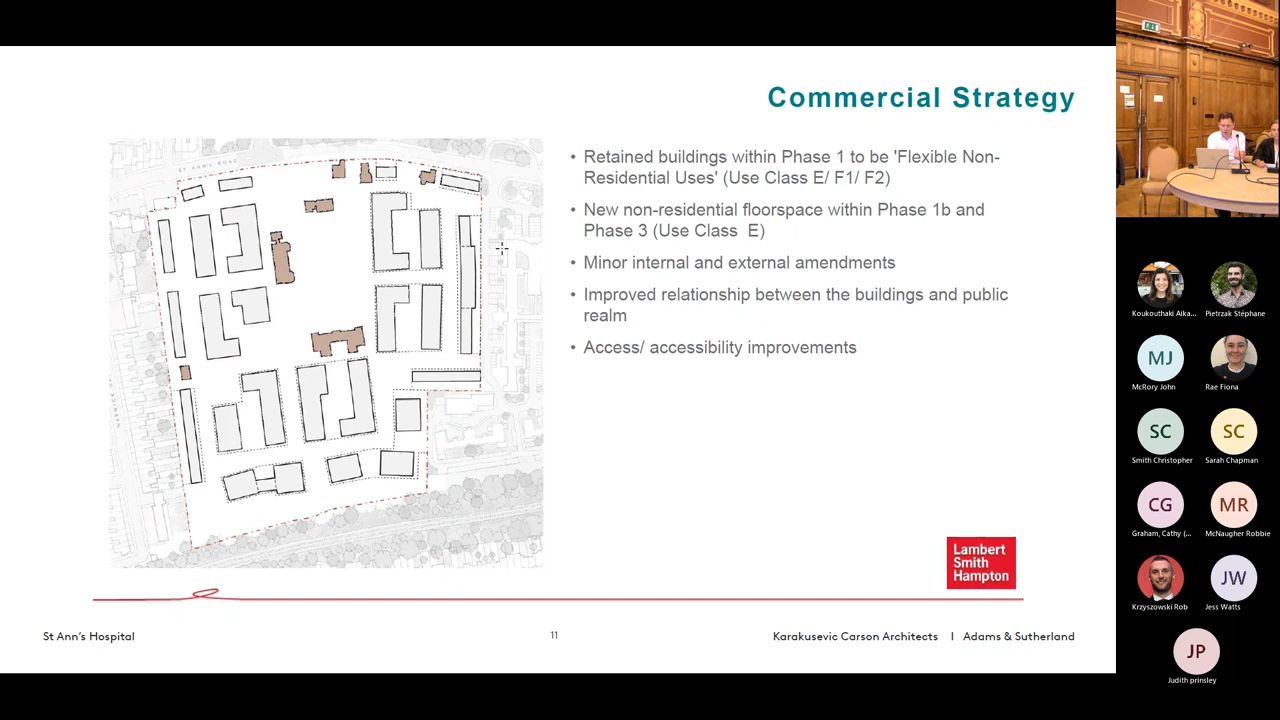 Commercial Strategy
• Retained buildings within Phase 1 to be 'Flexible Non-
Residential Uses' (Use Class E/ F1/ F2)
• New non-residential floorspace within Phase 1b and
Phase 3 (Use Class E)
• Minor internal and external amendments
• Improved relationship between the buildings and public
realm
• Access/ accessibility improvements
ST ANNS ROAD
Lambert
Smith
Hampton
St Ann's Hospital
11
Karakusevic Carson Architects | Adams & Sutherland
Koukouthaki Aika...
Pietrzak Stéphane
MJ
McRory John
Rae Fiona
SC
Smith Christopher
SC
Sarah Chapman
CG
Graham, Cathy (...
MR
McNaugher Robbie
Krzyszowski Rob
JW
Jess Watts
JP
Judith prinsley